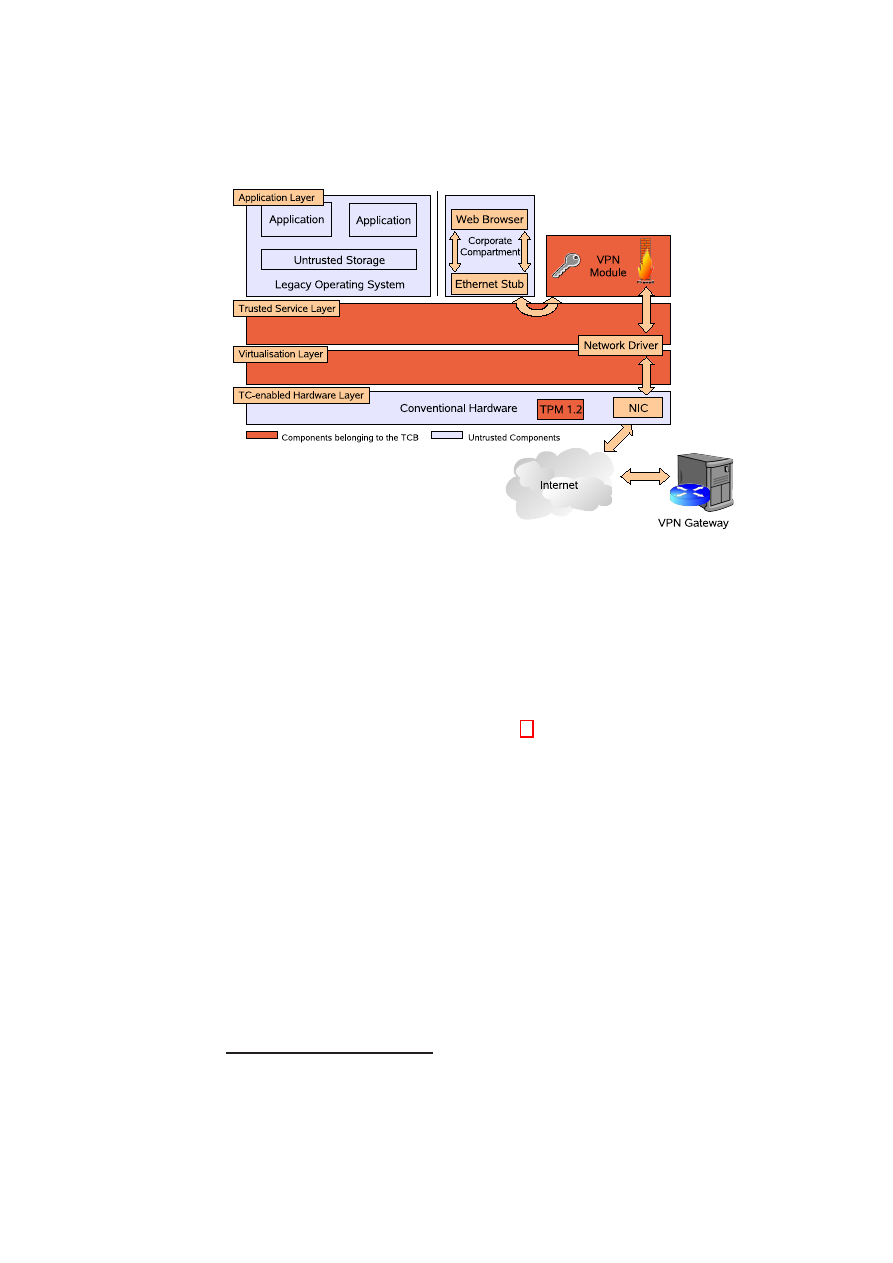 Application Layer
Application
Application
Untrusted Storage
Legacy Operating System
Web Browser
Corporate
Compartment
Ethernet Stub
VPN
Module
Trusted Service Layer
Network Driver
Virtualisation Layer
TC-enabled Hardware Layer
Conventional Hardware
TPM 1.2
NIC
Components belonging to the TCB
Untrusted Components
Internet
VPN Gateway